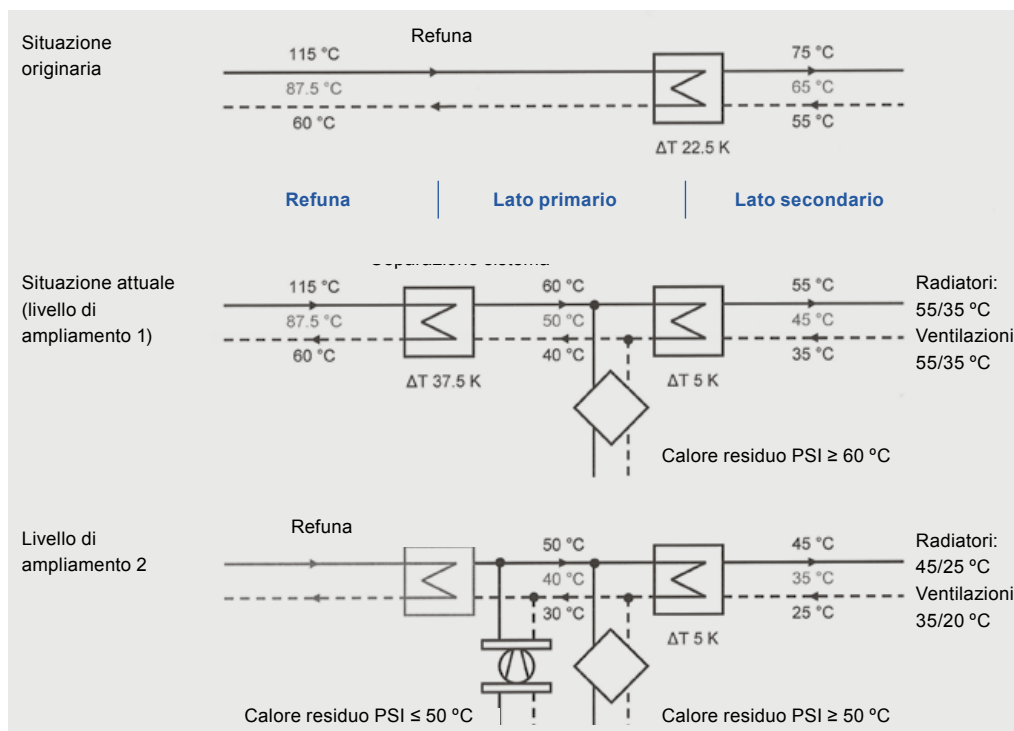 Situazione
originaria
Refuna
115 °C
87.5 °C
60 °C
75 °C
65 °C
55 °C
ΔT 22.5 K
Refuna
Lato primario
Lato secondario
Situazione attuale
(livello di
ampliamento 1)
115 °C
87.5 °C
60 °C
ΔT 37.5 K
60 °C
50 °C
40 °C
ΔT 5 K
55 °C
45 °C
35 °C
Radiatori:
55/35 °C
Ventilazioni
55/35 °C
Calore residuo PSI ≥ 60 °C
Livello di
ampliamento 2
Refuna
50 °C
40 °C
30 °C
ΔT 5 K
45 °C
35 °C
25 °C
Radiatori:
45/25 °C
Ventilazioni
35/20 °C
Calore residuo PSI ≤ 50 °C
Calore residuo PSI ≥ 50 °C